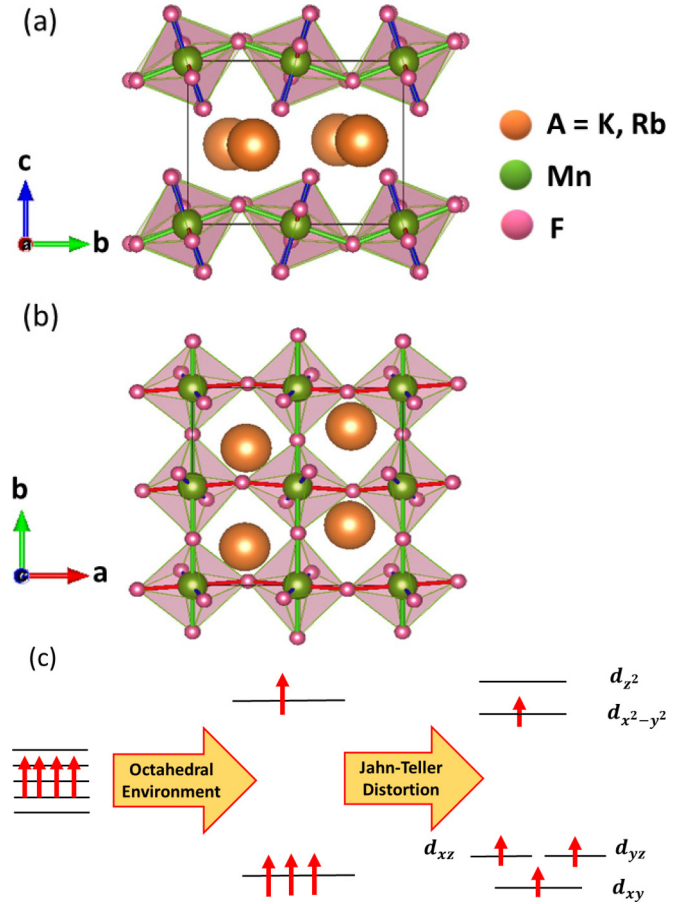 (a)
A = K, Rb
Mn
F
c
a
b
(b)
b
c
a
(c)
Octahedral
Environment
Jahn-Teller
Distortion
d_{z^2}
d_{x^2-y^2}
d_{xz}
d_{yz}
d_{xy}